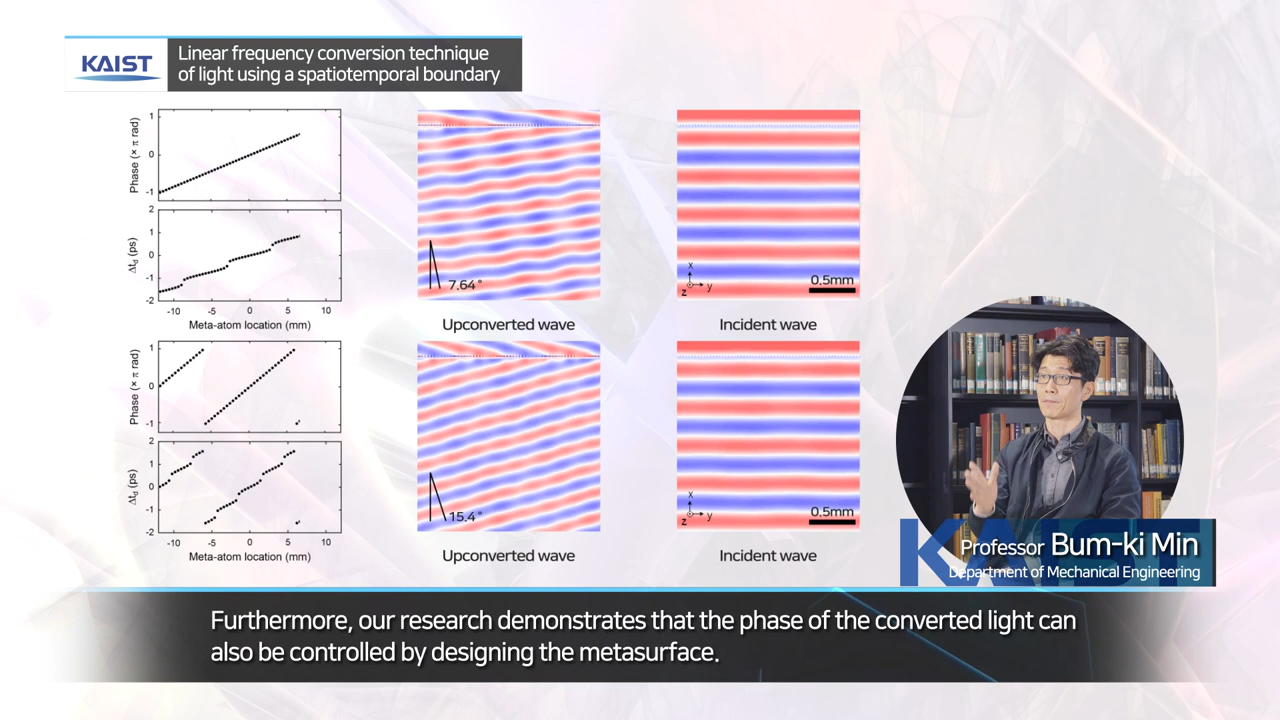 KAIST
Linear frequency conversion technique
of light using a spatiotemporal boundary
Phase (× π rad)
1
0
-1
Δtd (ps)
2
1
0
-1
-2
-10 -5 0 5 10
Meta-atom location (mm)
7.64°
Upconverted wave
x
z y
0.5mm
Incident wave
Phase (× π rad)
1
0
-1
Δtd (ps)
2
1
0
-1
-2
-10 -5 0 5 10
Meta-atom location (mm)
15.4°
Upconverted wave
x
z y
0.5mm
Incident wave
KAIST
Professor Bum-ki Min
Department of Mechanical Engineering
Furthermore, our research demonstrates that the phase of the converted light can
also be controlled by designing the metasurface.